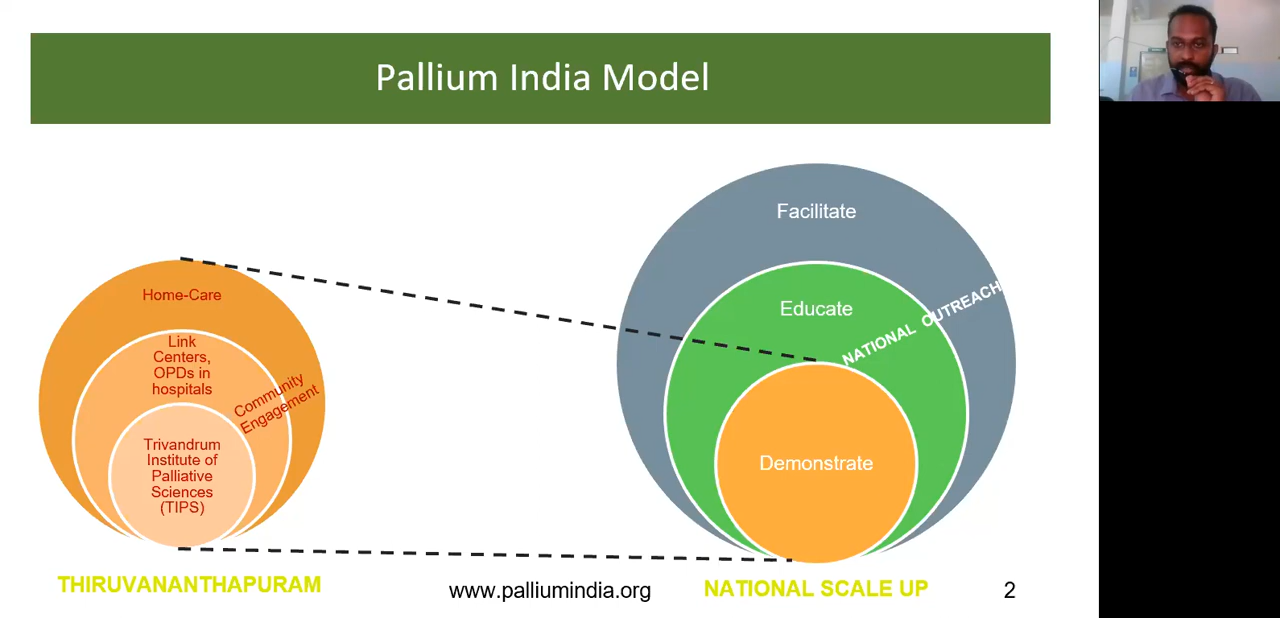 Pallium India Model
Home-Care
Link
Centers,
OPDs in
hospitals
Community
Engagement
Trivandrum
Institute of
Palliative
Sciences
(TIPS)
THIRUVANANTHAPURAM
Facilitate
Educate
NATIONAL OUTREACH
Demonstrate
NATIONAL SCALE UP
www.palliumindia.org
2